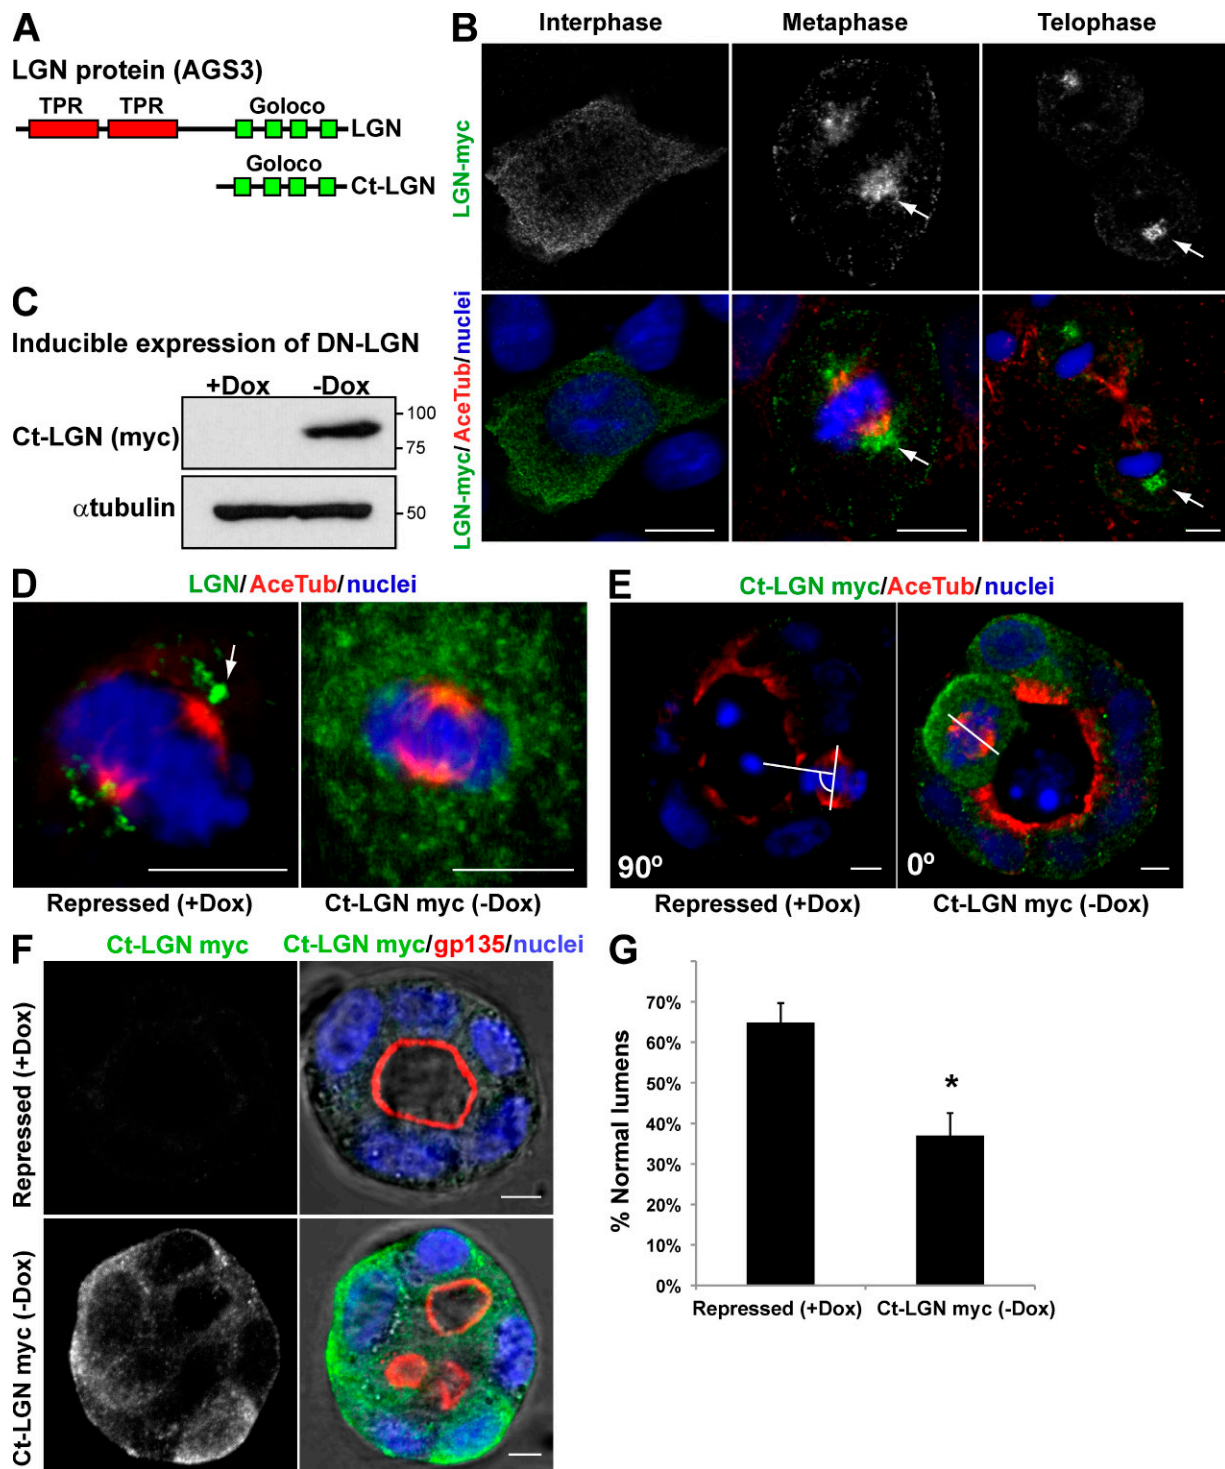 A
LGN protein (AGS3)
TPR TPR Goloco
LGN
Goloco
Ct-LGN
B
Interphase Metaphase Telophase
LGN-myc
LGN-myc/AceTub/nuclei
C
Inducible expression of DN-LGN
+Dox -Dox
Ct-LGN (myc)
100
75
αtubulin
50
D
LGN/AceTub/nuclei
Repressed (+Dox) Ct-LGN myc (-Dox)
E
Ct-LGN myc/AceTub/nuclei
90º
0º
Repressed (+Dox) Ct-LGN myc (-Dox)
F
Ct-LGN myc Ct-LGN myc/gp135/nuclei
Repressed (+Dox)
Ct-LGN myc (-Dox)
G
% Normal lumens
70%
60%
50%
40%
30%
20%
10%
0%
*
Repressed (+Dox) Ct-LGN myc (-Dox)